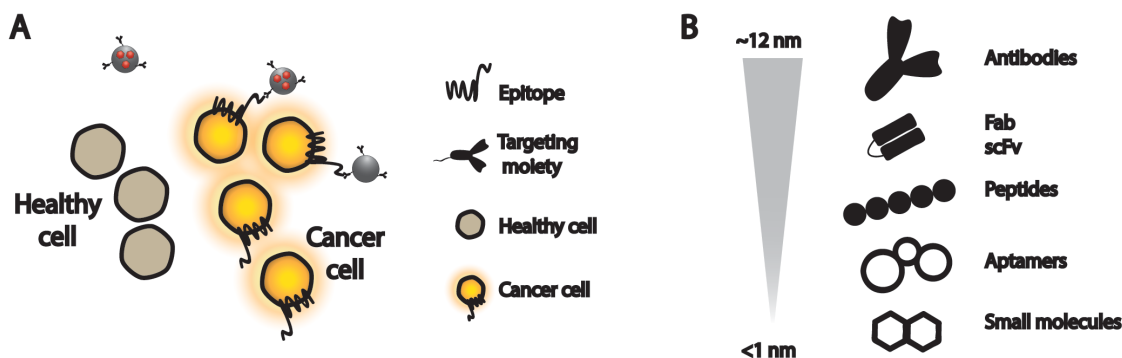 A
Healthy
cell
Cancer
cell
Epitope
Targeting
moiety
Healthy cell
Cancer cell
B
~12 nm
<1 nm
Antibodies
Fab
scFv
Peptides
Aptamers
Small molecules